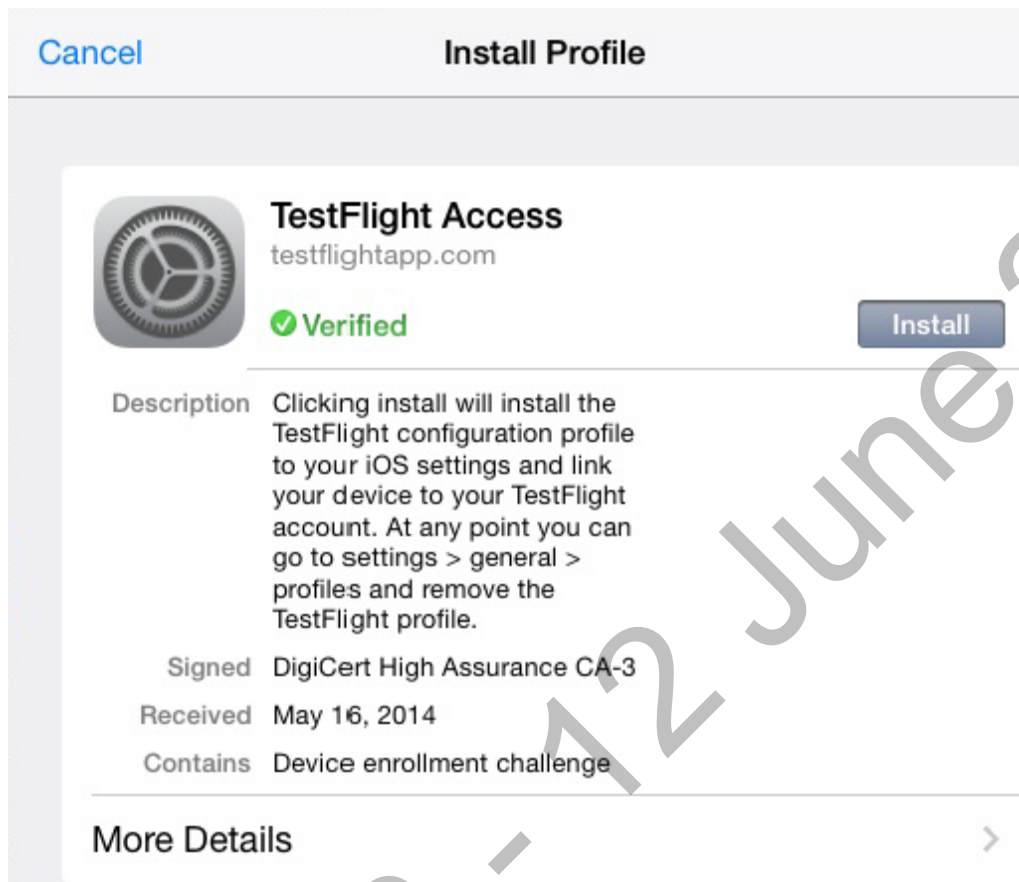 Cancel
Install Profile
TestFlight Access
testflightapp.com
Verified
Install
Description
Clicking install will install the
TestFlight configuration profile
to your iOS settings and link
your device to your TestFlight
account. At any point you can
go to settings > general >
profiles and remove the
TestFlight profile.
Signed
DigiCert High Assurance CA-3
Received
May 16, 2014
Contains
Device enrollment challenge
More Details
- 12 June